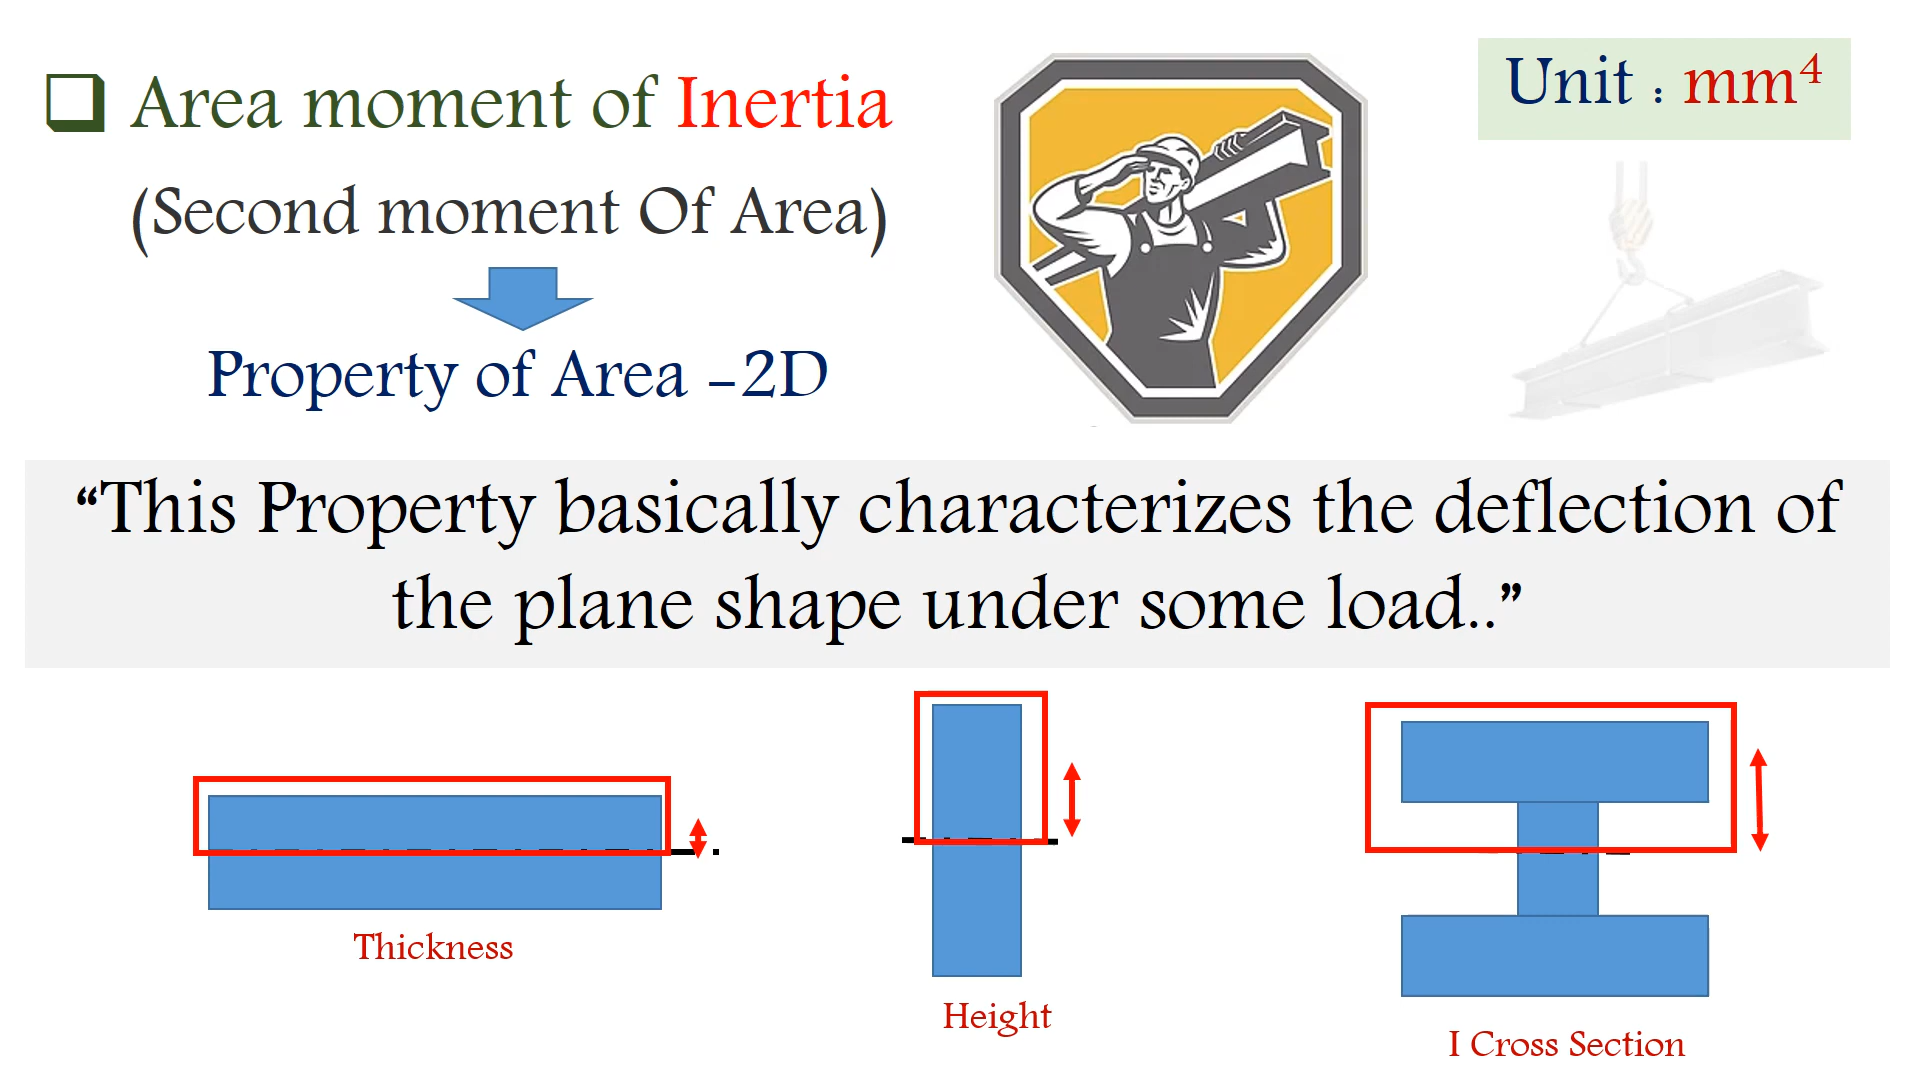 Area moment of Inertia
(Second moment Of Area)
Property of Area -2D
Unit : mm⁴
“This Property basically characterizes the deflection of
the plane shape under some load..”
Thickness
Height
I Cross Section